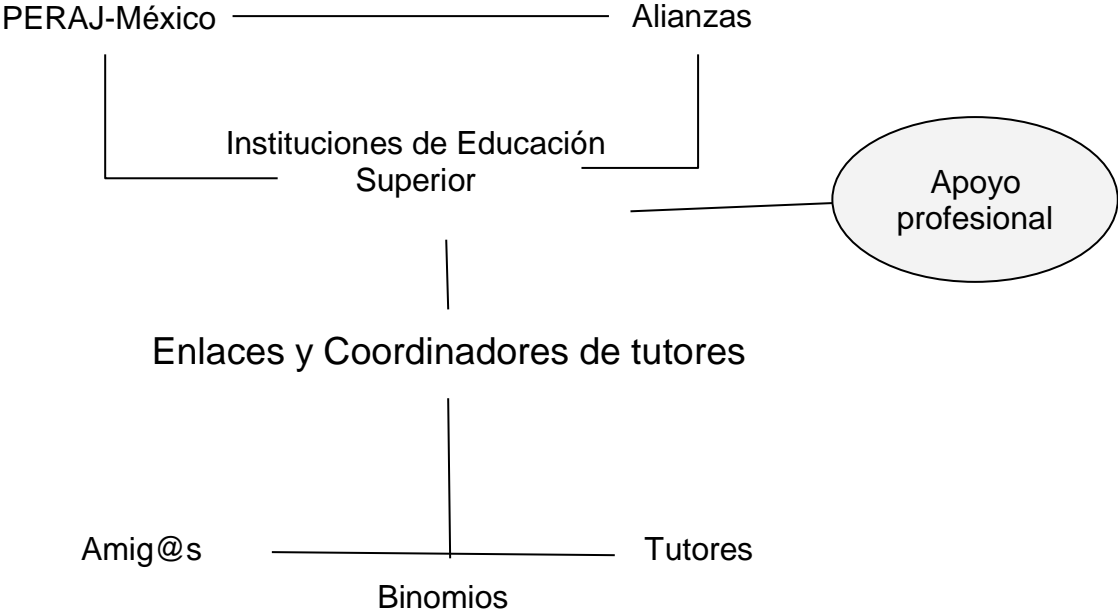 PERAJ-México
Alianzas
Instituciones de Educación
Superior
Apoyo
profesional
Enlaces y Coordinadores de tutores
Amig@s
Tutores
Binomios